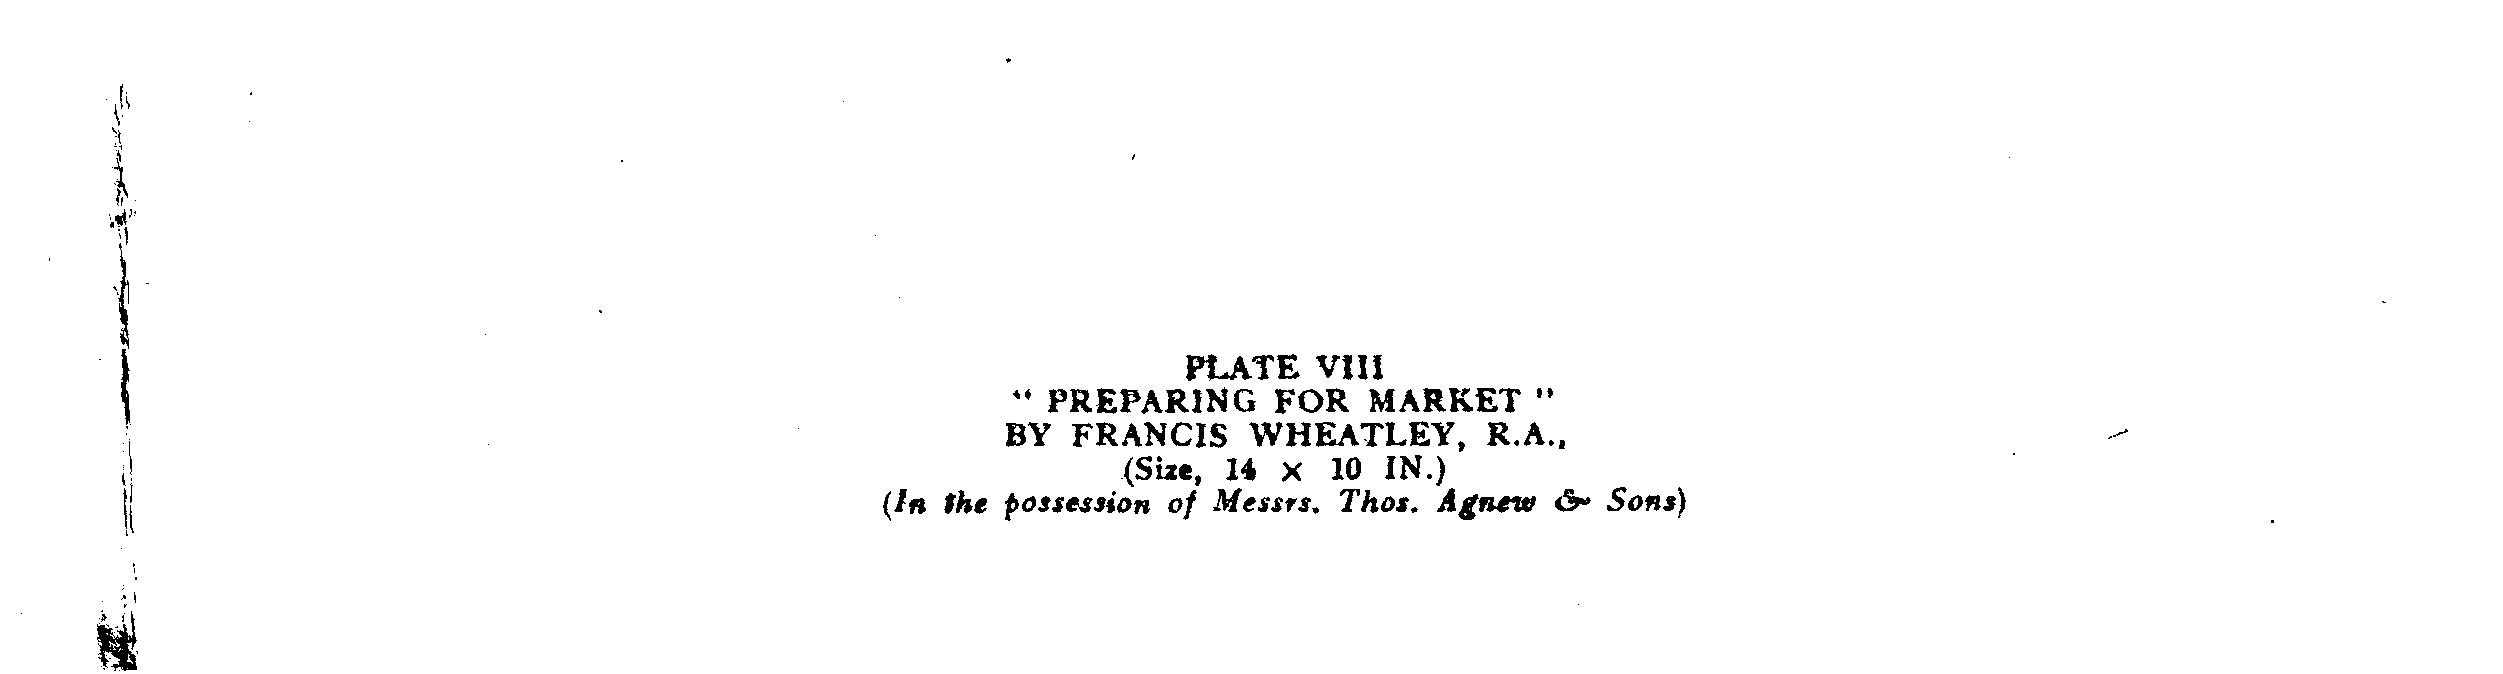 PLATE VIII
" PREPARING FOR MARKET "
BY FRANCIS WHEATLEY, R.A.,
(Size, 14 × 10 IN.)
(In the possession of Messrs. Thos. Agnew & Sons)